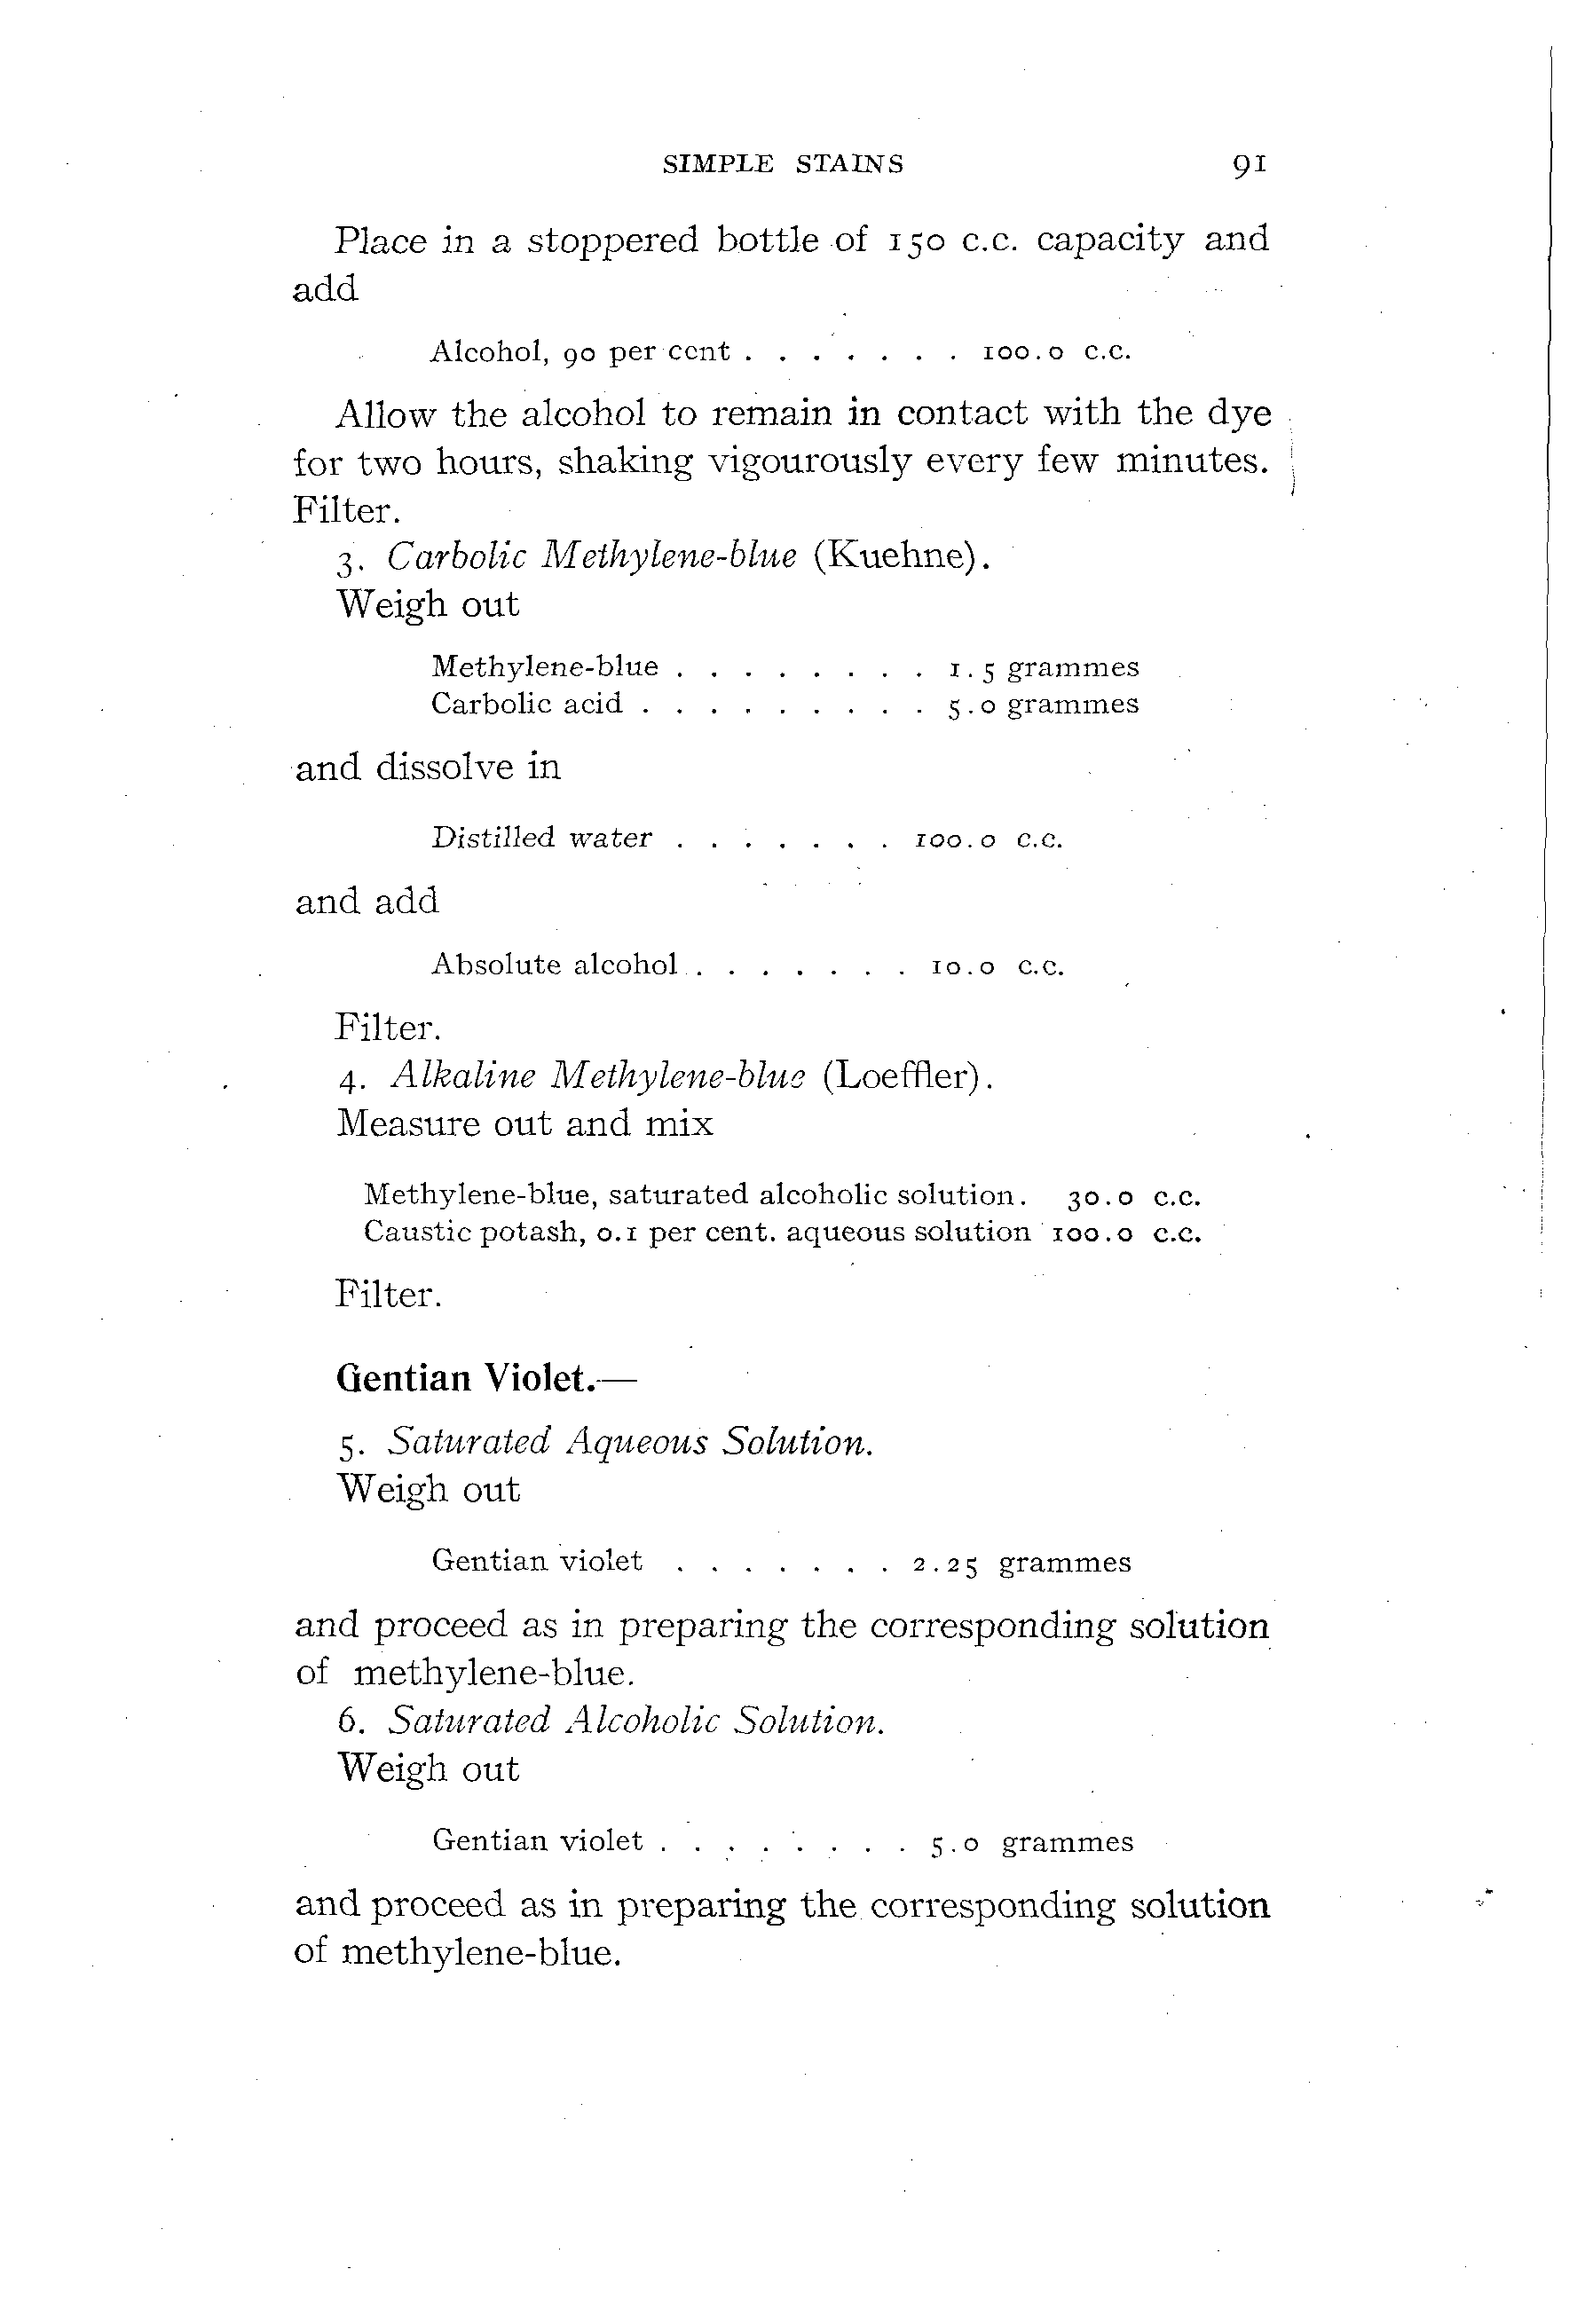 SIMPLE STAINS 91
Place in a stoppered bottle of 150 c.c. capacity and
add
Alcohol, 90 per cent . . . . . . . 100.0 c.c.
Allow the alcohol to remain in contact with the dye
for two hours, shaking vigourously every few minutes.
Filter.
3. Carbolic Methylene-blue (Kuehne).
Weigh out
Methylene-blue . . . . . . . . 1.5 grammes
Carbolic acid . . . . . . . . . 5.0 grammes
and dissolve in
Distilled water . . . . . . . 100.0 c.c.
and add
Absolute alcohol . . . . . . . 10.0 c.c.
Filter.
4. Alkaline Methylene-blue (Loeffler).
Measure out and mix
Methylene-blue, saturated alcoholic solution. 30.0 c.c.
Caustic potash, 0.1 per cent. aqueous solution 100.0 c.c.
Filter.
Gentian Violet.—
5. Saturated Aqueous Solution.
Weigh out
Gentian violet . . . . . . . 2.25 grammes
and proceed as in preparing the corresponding solution
of methylene-blue.
6. Saturated Alcoholic Solution.
Weigh out
Gentian violet . . . . . . . . 5.0 grammes
and proceed as in preparing the corresponding solution
of methylene-blue.